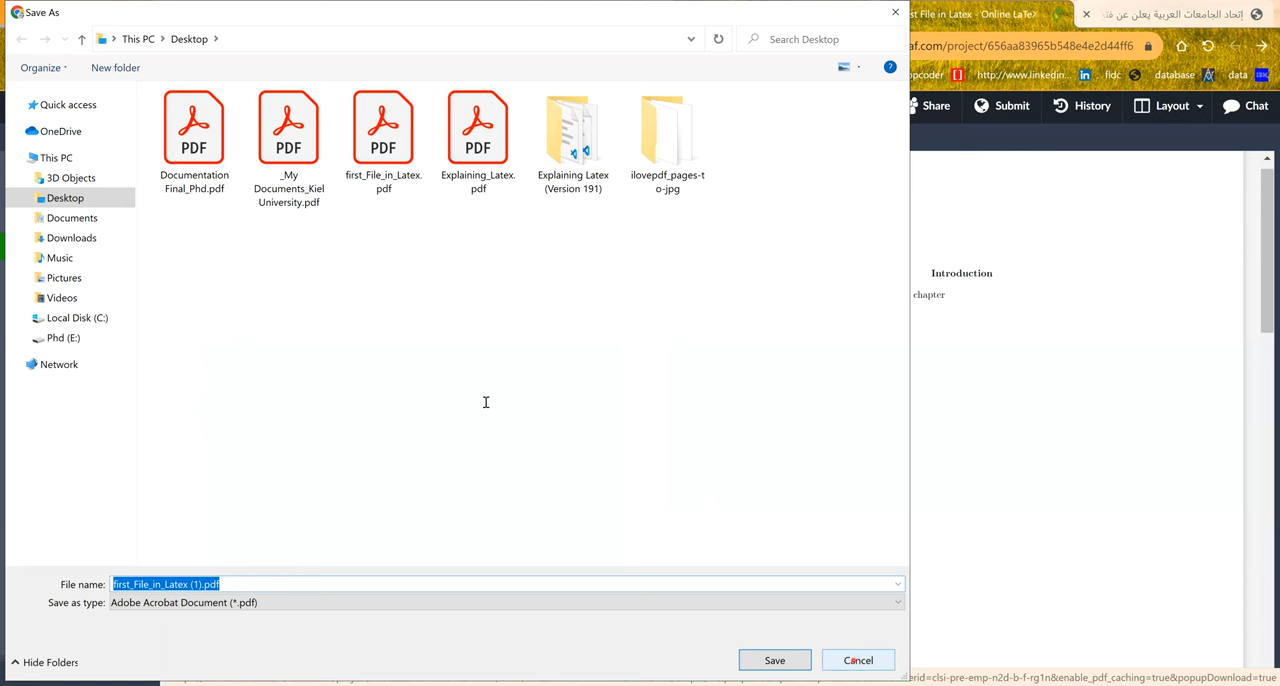 Save As
st File in Latex - Online LaTeX
إتحاد الجامعات العربية يعلن عن فتد
This PC
Desktop
Search Desktop
af.com/project/656aa83965b548e4e2d44ff6
Organize
New folder
pcoder
http://www.linkedin...
fldc
database
data
Share
Submit
History
Layout
Chat
Quick access
OneDrive
This PC
3D Objects
Desktop
Documents
Downloads
Music
Pictures
Videos
Local Disk (C:)
Phd (E:)
Network
PDF
PDF
PDF
PDF
Documentation
Final_Phd.pdf
_My
Documents_Kiel
University.pdf
first_File_in_Latex.
pdf
Explaining_Latex.
pdf
Explaining Latex
(Version 191)
ilovepdf_pages-t
o-jpg
Introduction
chapter
File name:
first_File_in_Latex (1).pdf
Save as type:
Adobe Acrobat Document (*.pdf)
Hide Folders
Save
Cancel
erid=clsi-pre-emp-n2d-b-f-rg1n&enable_pdf_caching=true&popupDownload=true